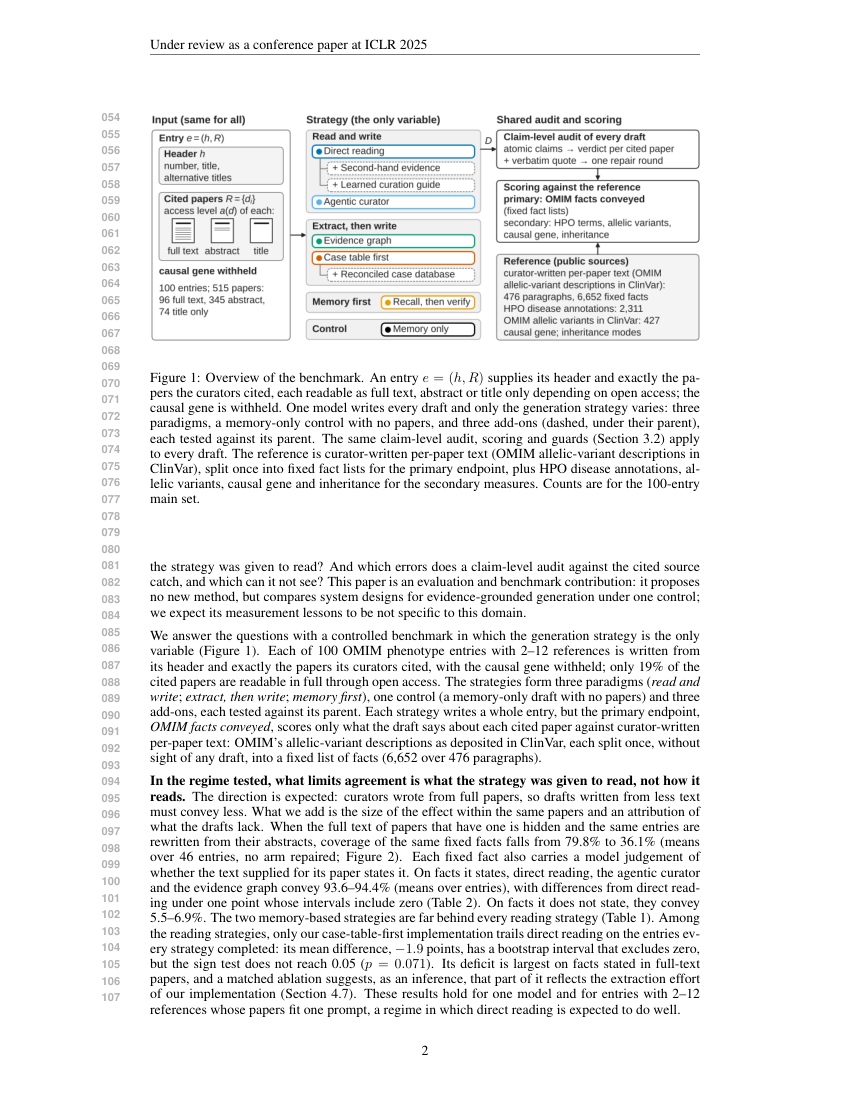 Under review as a conference paper at ICLR 2025
054
055
056
057
058
059
060
061
062
063
064
065
066
067
068
069
070
071
072
073
074
075
076
077
078
079
080
081
082
083
084
085
086
087
088
089
090
091
092
093
094
095
096
097
098
099
100
101
102
103
104
105
106
107
Input (same for all)
Entry e = (h, R)
Header h
number, title,
alternative titles
Cited papers R = {dᵢ}
access level a(d) of each:
full text abstract title
causal gene withheld
100 entries; 515 papers:
96 full text, 345 abstract,
74 title only
Strategy (the only variable)
Read and write
Direct reading
+ Second-hand evidence
+ Learned curation guide
Agentic curator
Extract, then write
Evidence graph
Case table first
+ Reconciled case database
Memory first Recall, then verify
Control Memory only
D
Shared audit and scoring
Claim-level audit of every draft
atomic claims → verdict per cited paper
+ verbatim quote → one repair round
Scoring against the reference
primary: OMIM facts conveyed
(fixed fact lists)
secondary: HPO terms, allelic variants,
causal gene, inheritance
Reference (public sources)
curator-written per-paper text (OMIM
allelic-variant descriptions in ClinVar):
476 paragraphs, 6,652 fixed facts
HPO disease annotations: 2,311
OMIM allelic variants in ClinVar: 427
causal gene; inheritance modes
Figure 1: Overview of the benchmark. An entry e = (h, R) supplies its header and exactly the pa-
pers the curators cited, each readable as full text, abstract or title only depending on open access; the
causal gene is withheld. One model writes every draft and only the generation strategy varies: three
paradigms, a memory-only control with no papers, and three add-ons (dashed, under their parent),
each tested against its parent. The same claim-level audit, scoring and guards (Section 3.2) apply
to every draft. The reference is curator-written per-paper text (OMIM allelic-variant descriptions in
ClinVar), split once into fixed fact lists for the primary endpoint, plus HPO disease annotations, al-
lelic variants, causal gene and inheritance for the secondary measures. Counts are for the 100-entry
main set.
the strategy was given to read? And which errors does a claim-level audit against the cited source
catch, and which can it not see? This paper is an evaluation and benchmark contribution: it proposes
no new method, but compares system designs for evidence-grounded generation under one control;
we expect its measurement lessons to be not specific to this domain.
We answer the questions with a controlled benchmark in which the generation strategy is the only
variable (Figure 1). Each of 100 OMIM phenotype entries with 2–12 references is written from
its header and exactly the papers its curators cited, with the causal gene withheld; only 19% of the
cited papers are readable in full through open access. The strategies form three paradigms (read and
write; extract, then write; memory first), one control (a memory-only draft with no papers) and three
add-ons, each tested against its parent. Each strategy writes a whole entry, but the primary endpoint,
OMIM facts conveyed, scores only what the draft says about each cited paper against curator-written
per-paper text: OMIM's allelic-variant descriptions as deposited in ClinVar, each split once, without
sight of any draft, into a fixed list of facts (6,652 over 476 paragraphs).
In the regime tested, what limits agreement is what the strategy was given to read, not how it
reads. The direction is expected: curators wrote from full papers, so drafts written from less text
must convey less. What we add is the size of the effect within the same papers and an attribution of
what the drafts lack. When the full text of papers that have one is hidden and the same entries are
rewritten from their abstracts, coverage of the same fixed facts falls from 79.8% to 36.1% (means
over 46 entries, no arm repaired; Figure 2). Each fixed fact also carries a model judgement of
whether the text supplied for its paper states it. On facts it states, direct reading, the agentic curator
and the evidence graph convey 93.6–94.4% (means over entries), with differences from direct read-
ing under one point whose intervals include zero (Table 2). On facts it does not state, they convey
5.5–6.9%. The two memory-based strategies are far behind every reading strategy (Table 1). Among
the reading strategies, only our case-table-first implementation trails direct reading on the entries ev-
ery strategy completed: its mean difference, −1.9 points, has a bootstrap interval that excludes zero,
but the sign test does not reach 0.05 (p = 0.071). Its deficit is largest on facts stated in full-text
papers, and a matched ablation suggests, as an inference, that part of it reflects the extraction effort
of our implementation (Section 4.7). These results hold for one model and for entries with 2–12
references whose papers fit one prompt, a regime in which direct reading is expected to do well.
2